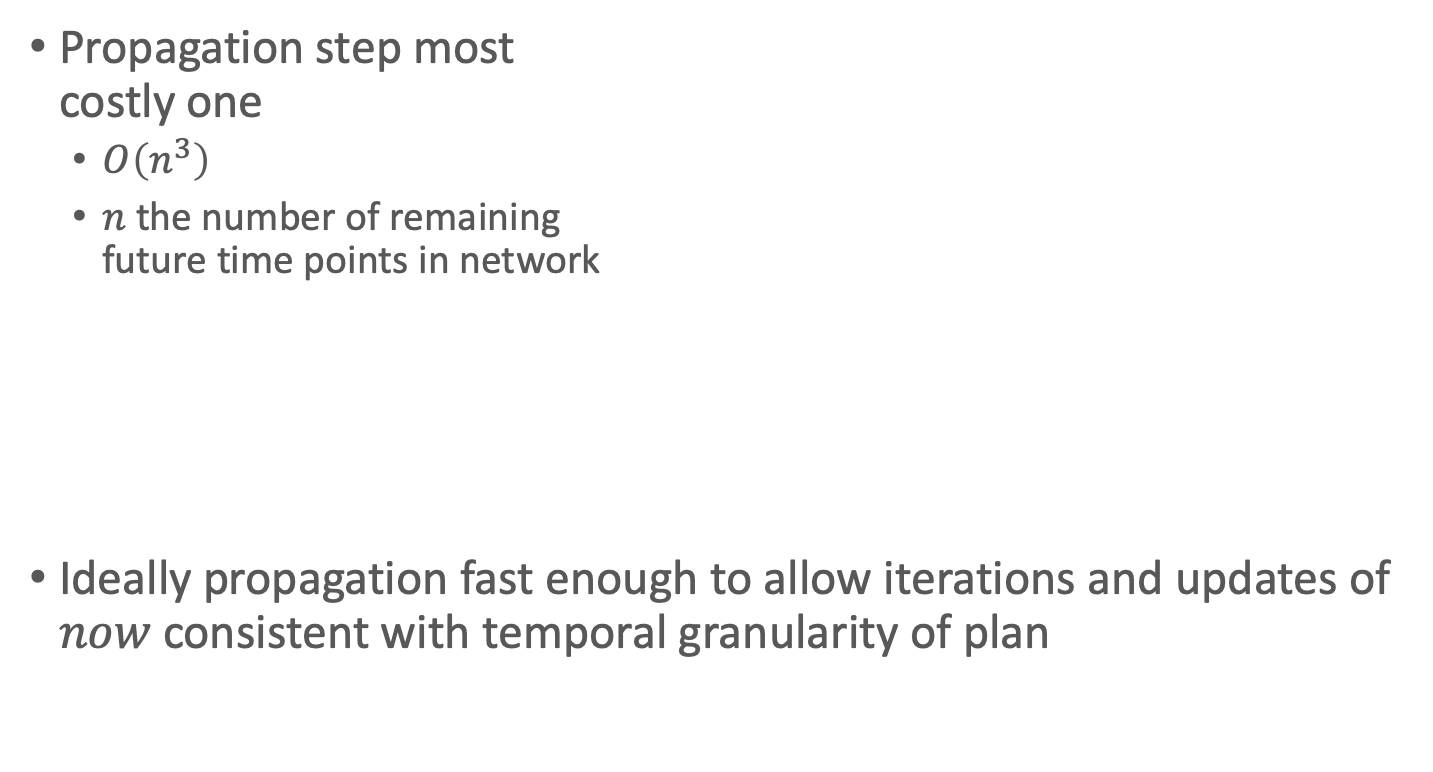 • Propagation step most
costly one
• O(n³)
• n the number of remaining
future time points in network
• Ideally propagation fast enough to allow iterations and updates of
now consistent with temporal granularity of plan